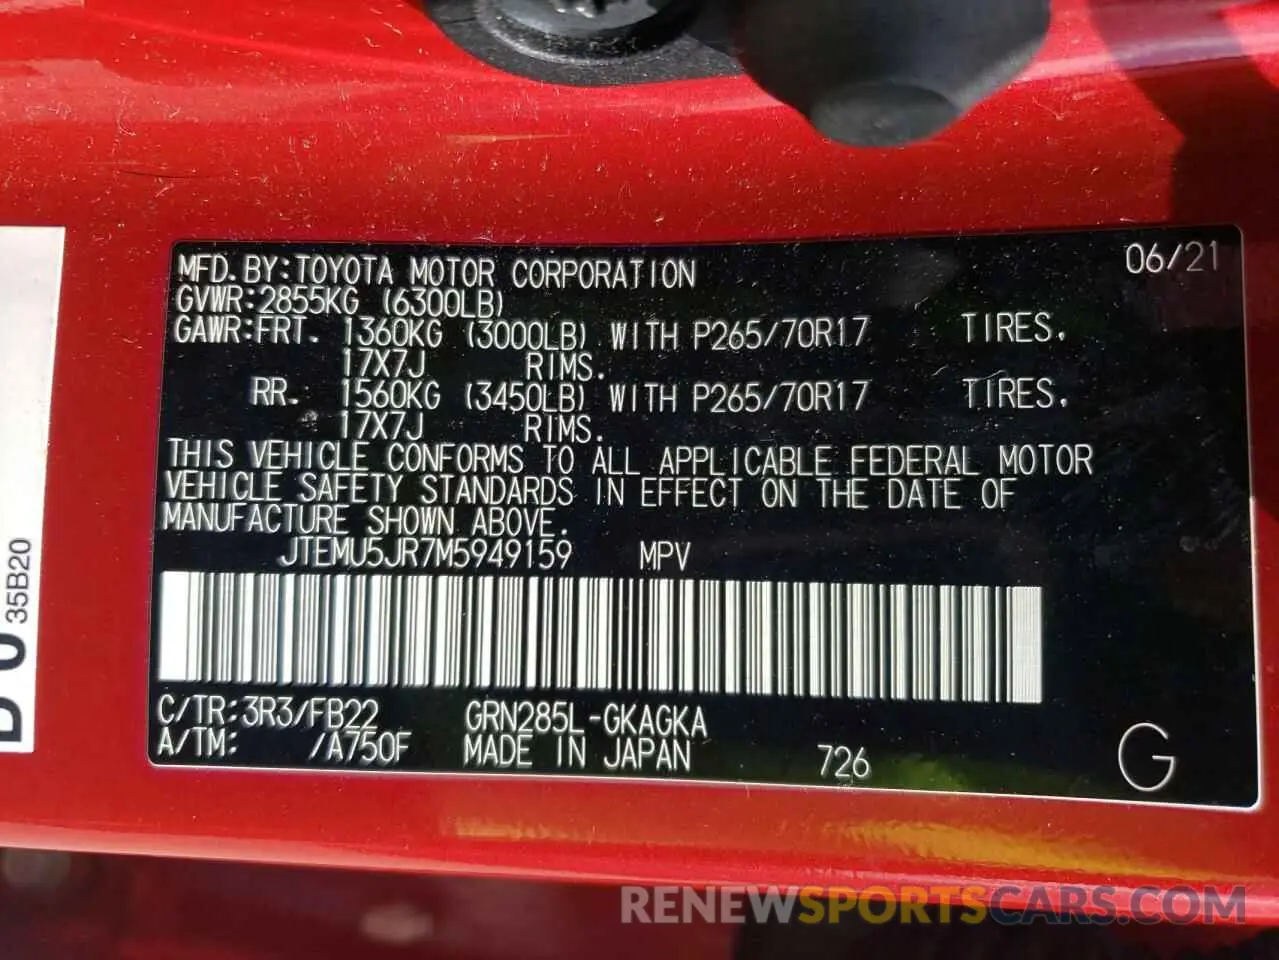 MFD. BY:TOYOTA MOTOR CORPORATION 06/21
GVWR:2855KG (6300LB)
GAWR:FRT. 1360KG (3000LB) WITH P265/70R17 TIRES.
17X7J RIMS.
RR. 1560KG (3450LB) WITH P265/70R17 TIRES.
17X7J RIMS.
THIS VEHICLE CONFORMS TO ALL APPLICABLE FEDERAL MOTOR
VEHICLE SAFETY STANDARDS IN EFFECT ON THE DATE OF
MANUFACTURE SHOWN ABOVE.
JTEMU5JR7M5949159 MPV
C/TR:3R3/FB22 GRN285L-GKAGKA
A/TM: /A750F MADE IN JAPAN 726
G
35B20
RENEWSPORTSCARS.COM